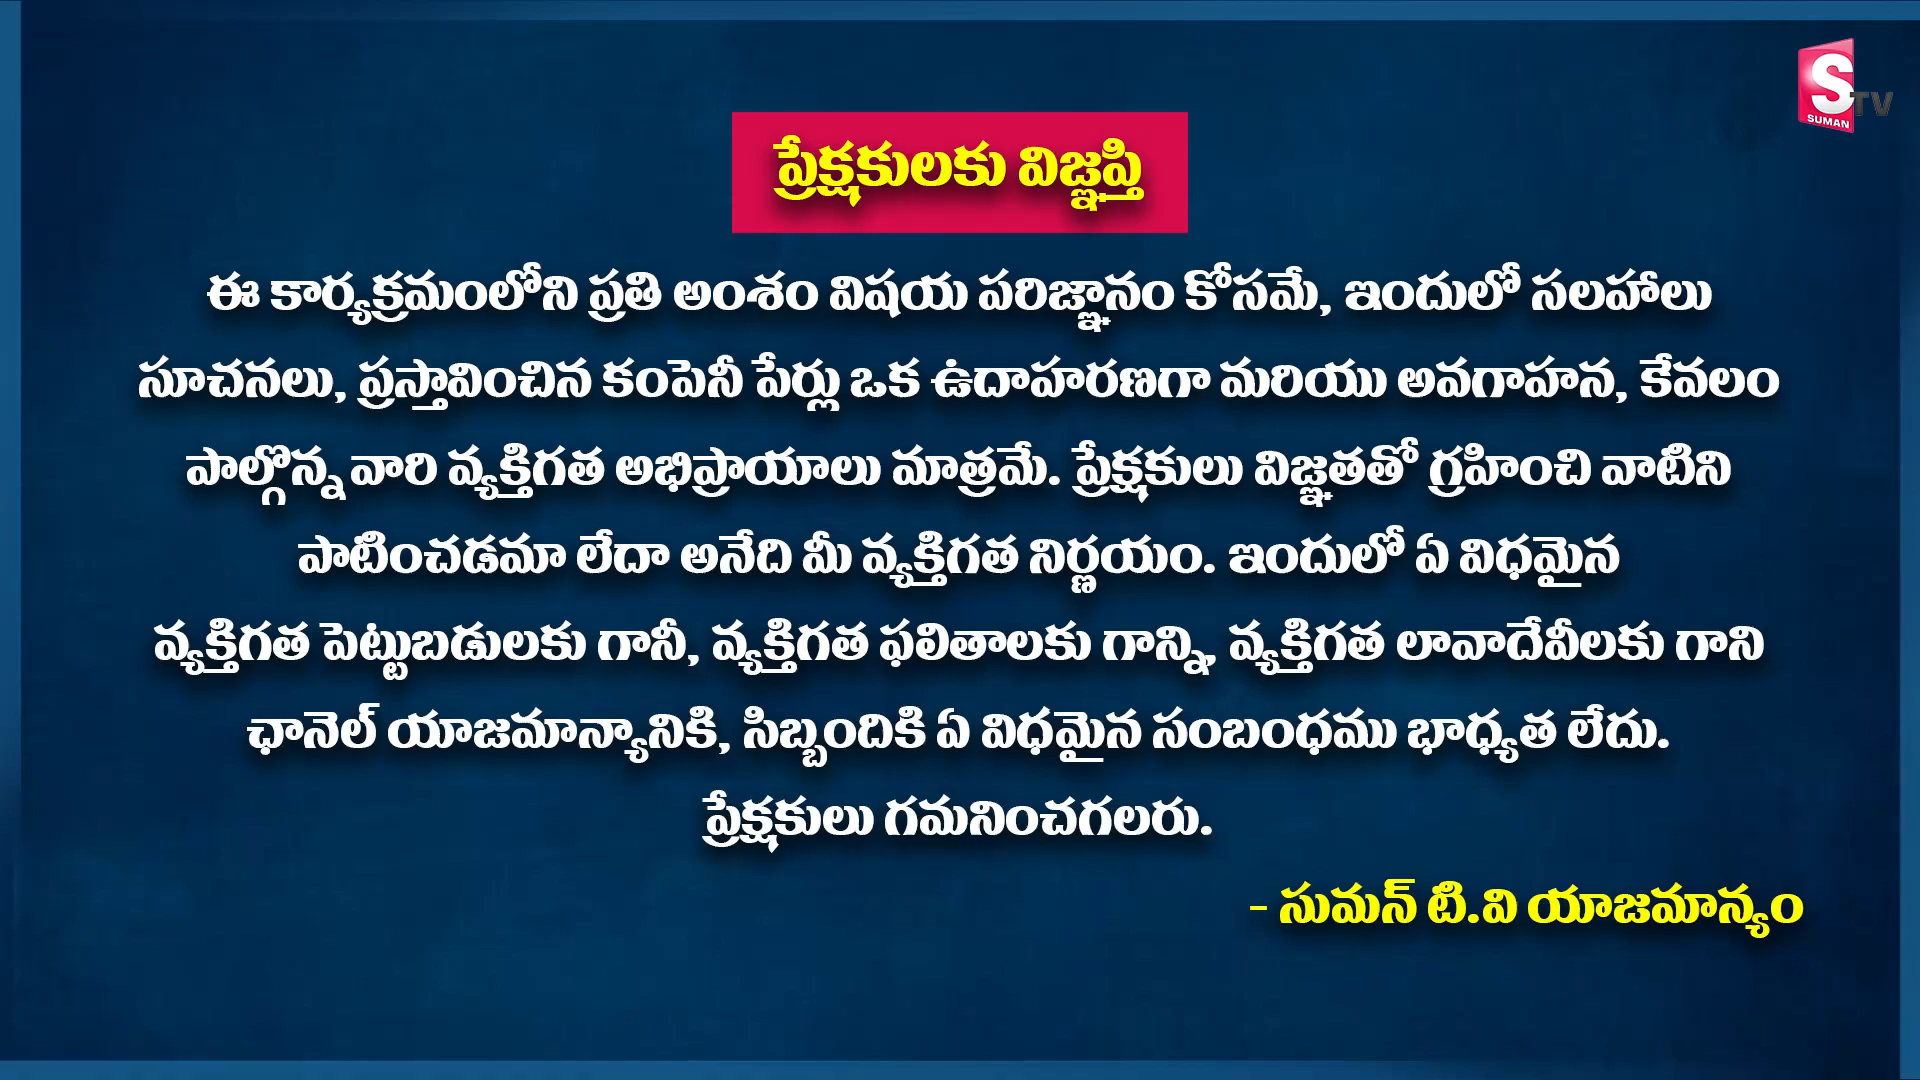 S TV
SUMAN
ప్రేక్షకులకు విజ్ఞప్తి
ఈ కార్యక్రమంలోని ప్రతి అంశం విషయ పరిజ్ఞానం కోసమే, ఇందులో సలహాలు
సూచనలు, ప్రస్తావించిన కంపెనీ పేర్లు ఒక ఉదాహరణగా మరియు అవగాహన, కేవలం
పాల్గొన్న వారి వ్యక్తిగత అభిప్రాయాలు మాత్రమే. ప్రేక్షకులు విజ్ఞతతో గ్రహించి వాటిని
పాటించడమా లేదా అనేది మీ వ్యక్తిగత నిర్ణయం. ఇందులో ఏ విధమైన
వ్యక్తిగత పెట్టుబడులకు గానీ, వ్యక్తిగత ఫలితాలకు గాన్ని, వ్యక్తిగత లావాదేవీలకు గాని
ఛానెల్ యాజమాన్యానికి, సిబ్బందికి ఏ విధమైన సంబంధము భాధ్యత లేదు.
ప్రేక్షకులు గమనించగలరు.
- సుమన్ టి.వి యాజమాన్యం